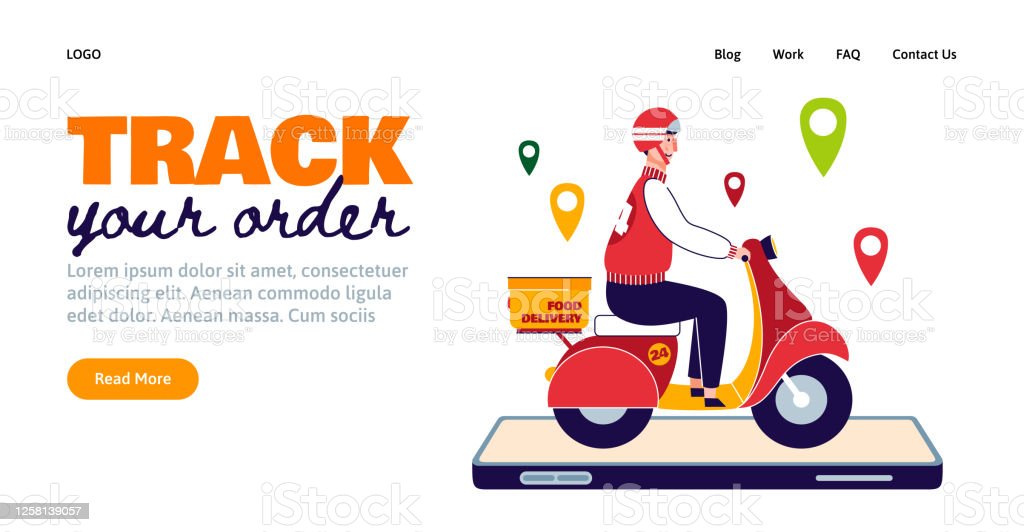 LOGO
Blog Work FAQ Contact Us
TRACK
your order
Lorem ipsum dolor sit amet, consectetuer
adipiscing elit. Aenean commodo ligula
edet dolor. Aenean massa. Cum sociis
Read More
FOOD
DELIVERY
24
iStock
by Getty Images™
1258139057